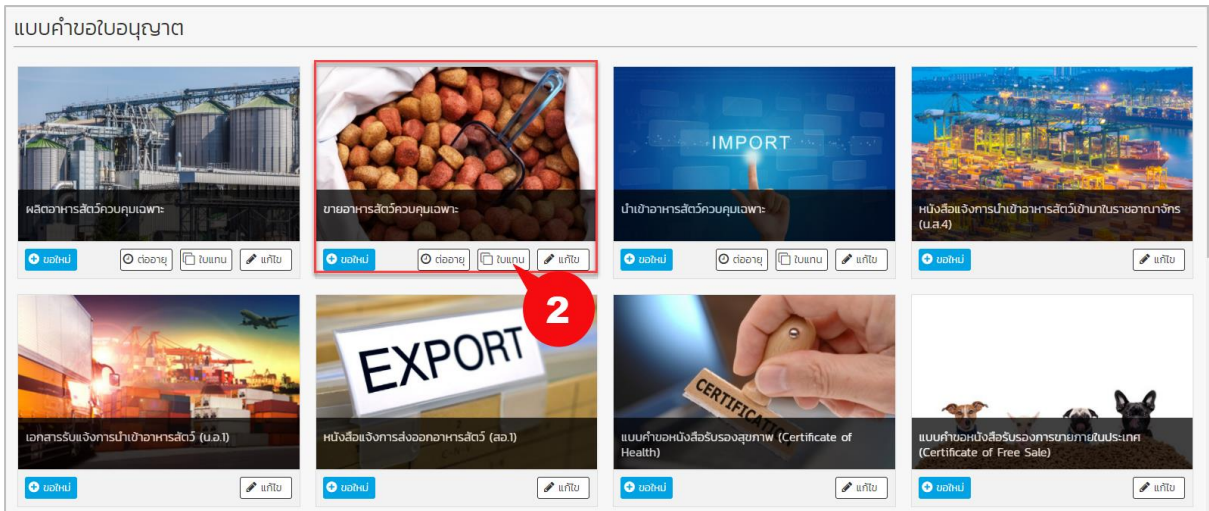 แบบคำขอใบอนุญาต
IMPORT
ผลิตอาหารสัตว์ควบคุมเฉพาะ
ขายอาหารสัตว์ควบคุมเฉพาะ
นำเข้าอาหารสัตว์ควบคุมเฉพาะ
หนังสือแจ้งการนำเข้าอาหารสัตว์เข้ามาในราชอาณาจักร
(น.ส.4)
ขอใหม่ ต่ออายุ ใบแทน แก้ไข
ขอใหม่ ต่ออายุ ใบแทน แก้ไข
ขอใหม่ ต่ออายุ ใบแทน แก้ไข
ขอใหม่ แก้ไข
2
EXPORT
CERTIFICATION
เอกสารรับแจ้งการนำเข้าอาหารสัตว์ (น.อ.1)
หนังสือแจ้งการส่งออกอาหารสัตว์ (สอ.1)
แบบคำขอหนังสือรับรองสุขภาพ (Certificate of
Health)
แบบคำขอหนังสือรับรองการขายภายในประเทศ
(Certificate of Free Sale)
ขอใหม่ แก้ไข
ขอใหม่ แก้ไข
ขอใหม่ แก้ไข
ขอใหม่ แก้ไข